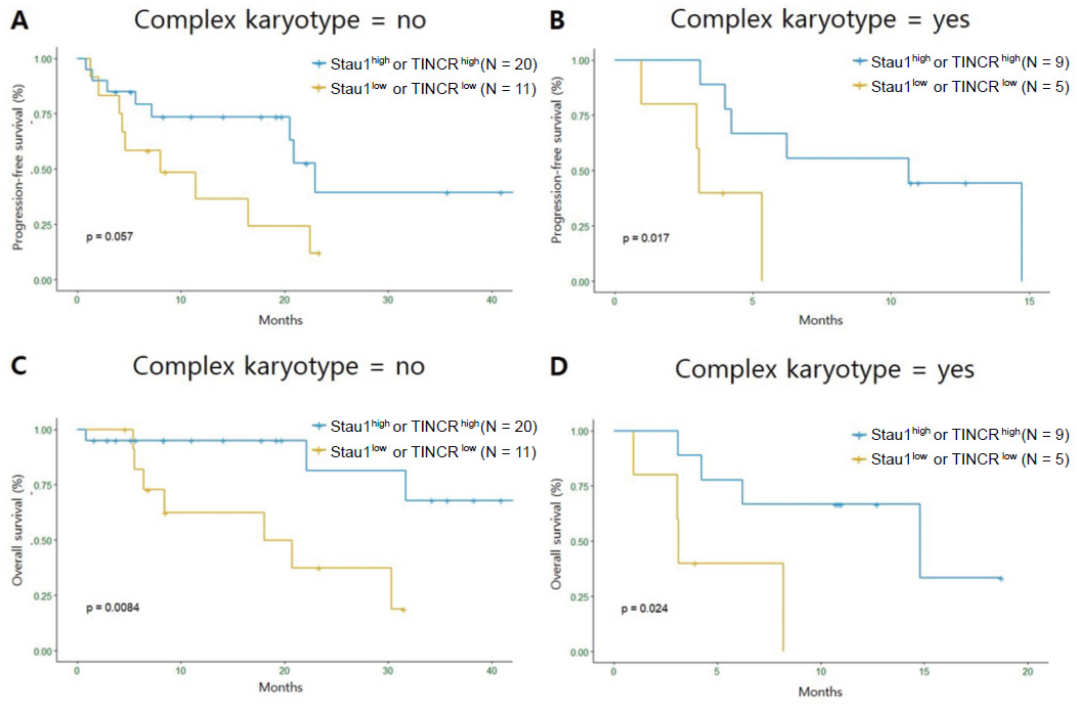 A
Complex karyotype = no
Stau1high or TINCR high (N = 20)
Stau1low or TINCR low (N = 11)
Progression-free survival (%)
1.00
0.75
0.50
0.25
0.00
p = 0.057
0 10 20 30 40
Months
B
Complex karyotype = yes
Stau1high or TINCR high (N = 9)
Stau1low or TINCR low (N = 5)
Progression-free survival (%)
1.00
0.75
0.50
0.25
0.00
p = 0.017
0 5 10 15
Months
C
Complex karyotype = no
Stau1high or TINCR high (N = 20)
Stau1low or TINCR low (N = 11)
Overall survival (%)
1.00
0.75
0.50
0.25
0.00
p = 0.0084
0 10 20 30 40
Months
D
Complex karyotype = yes
Stau1high or TINCR high (N = 9)
Stau1low or TINCR low (N = 5)
Overall survival (%)
1.00
0.75
0.50
0.25
0.00
p = 0.024
0 5 10 15 20
Months